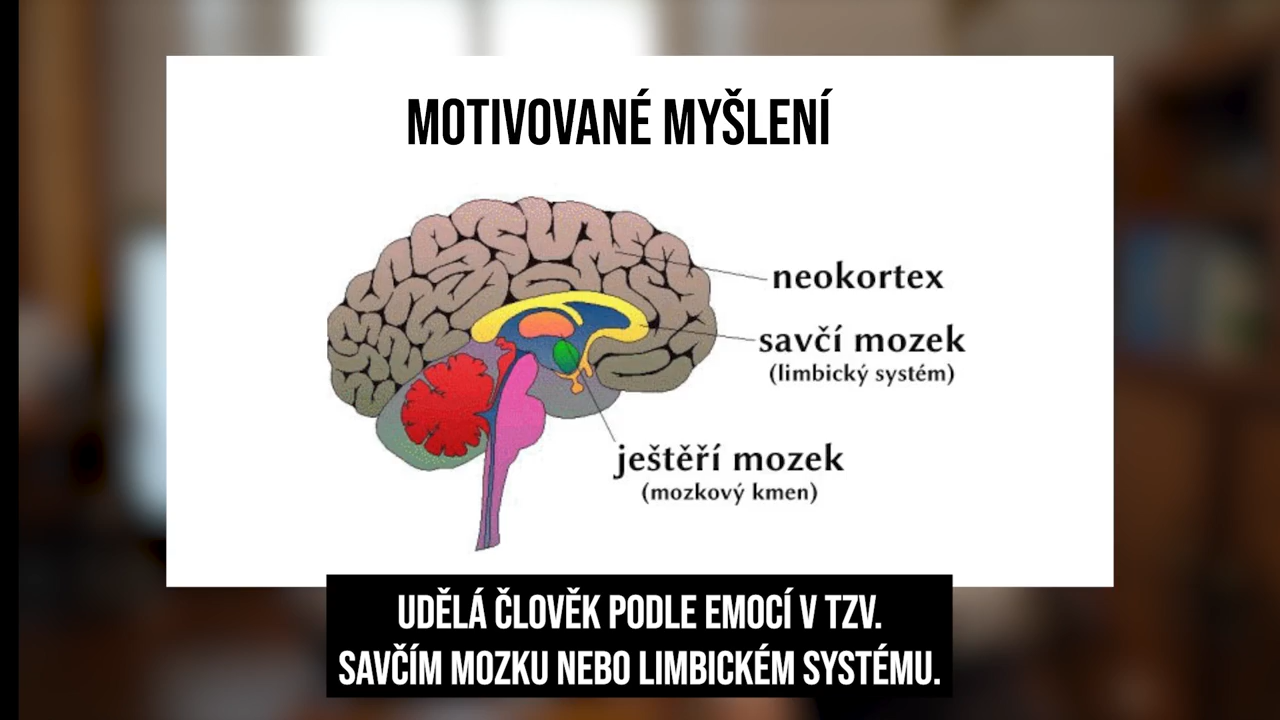 MOTIVOVANÉ MYŠLENÍ
neokortex
savčí mozek
(limbický systém)
ještěří mozek
(mozkový kmen)
UDĚLÁ ČLOVĚK PODLE EMOCÍ V TZV.
SAVČÍM MOZKU NEBO LIMBICKÉM SYSTÉMU.